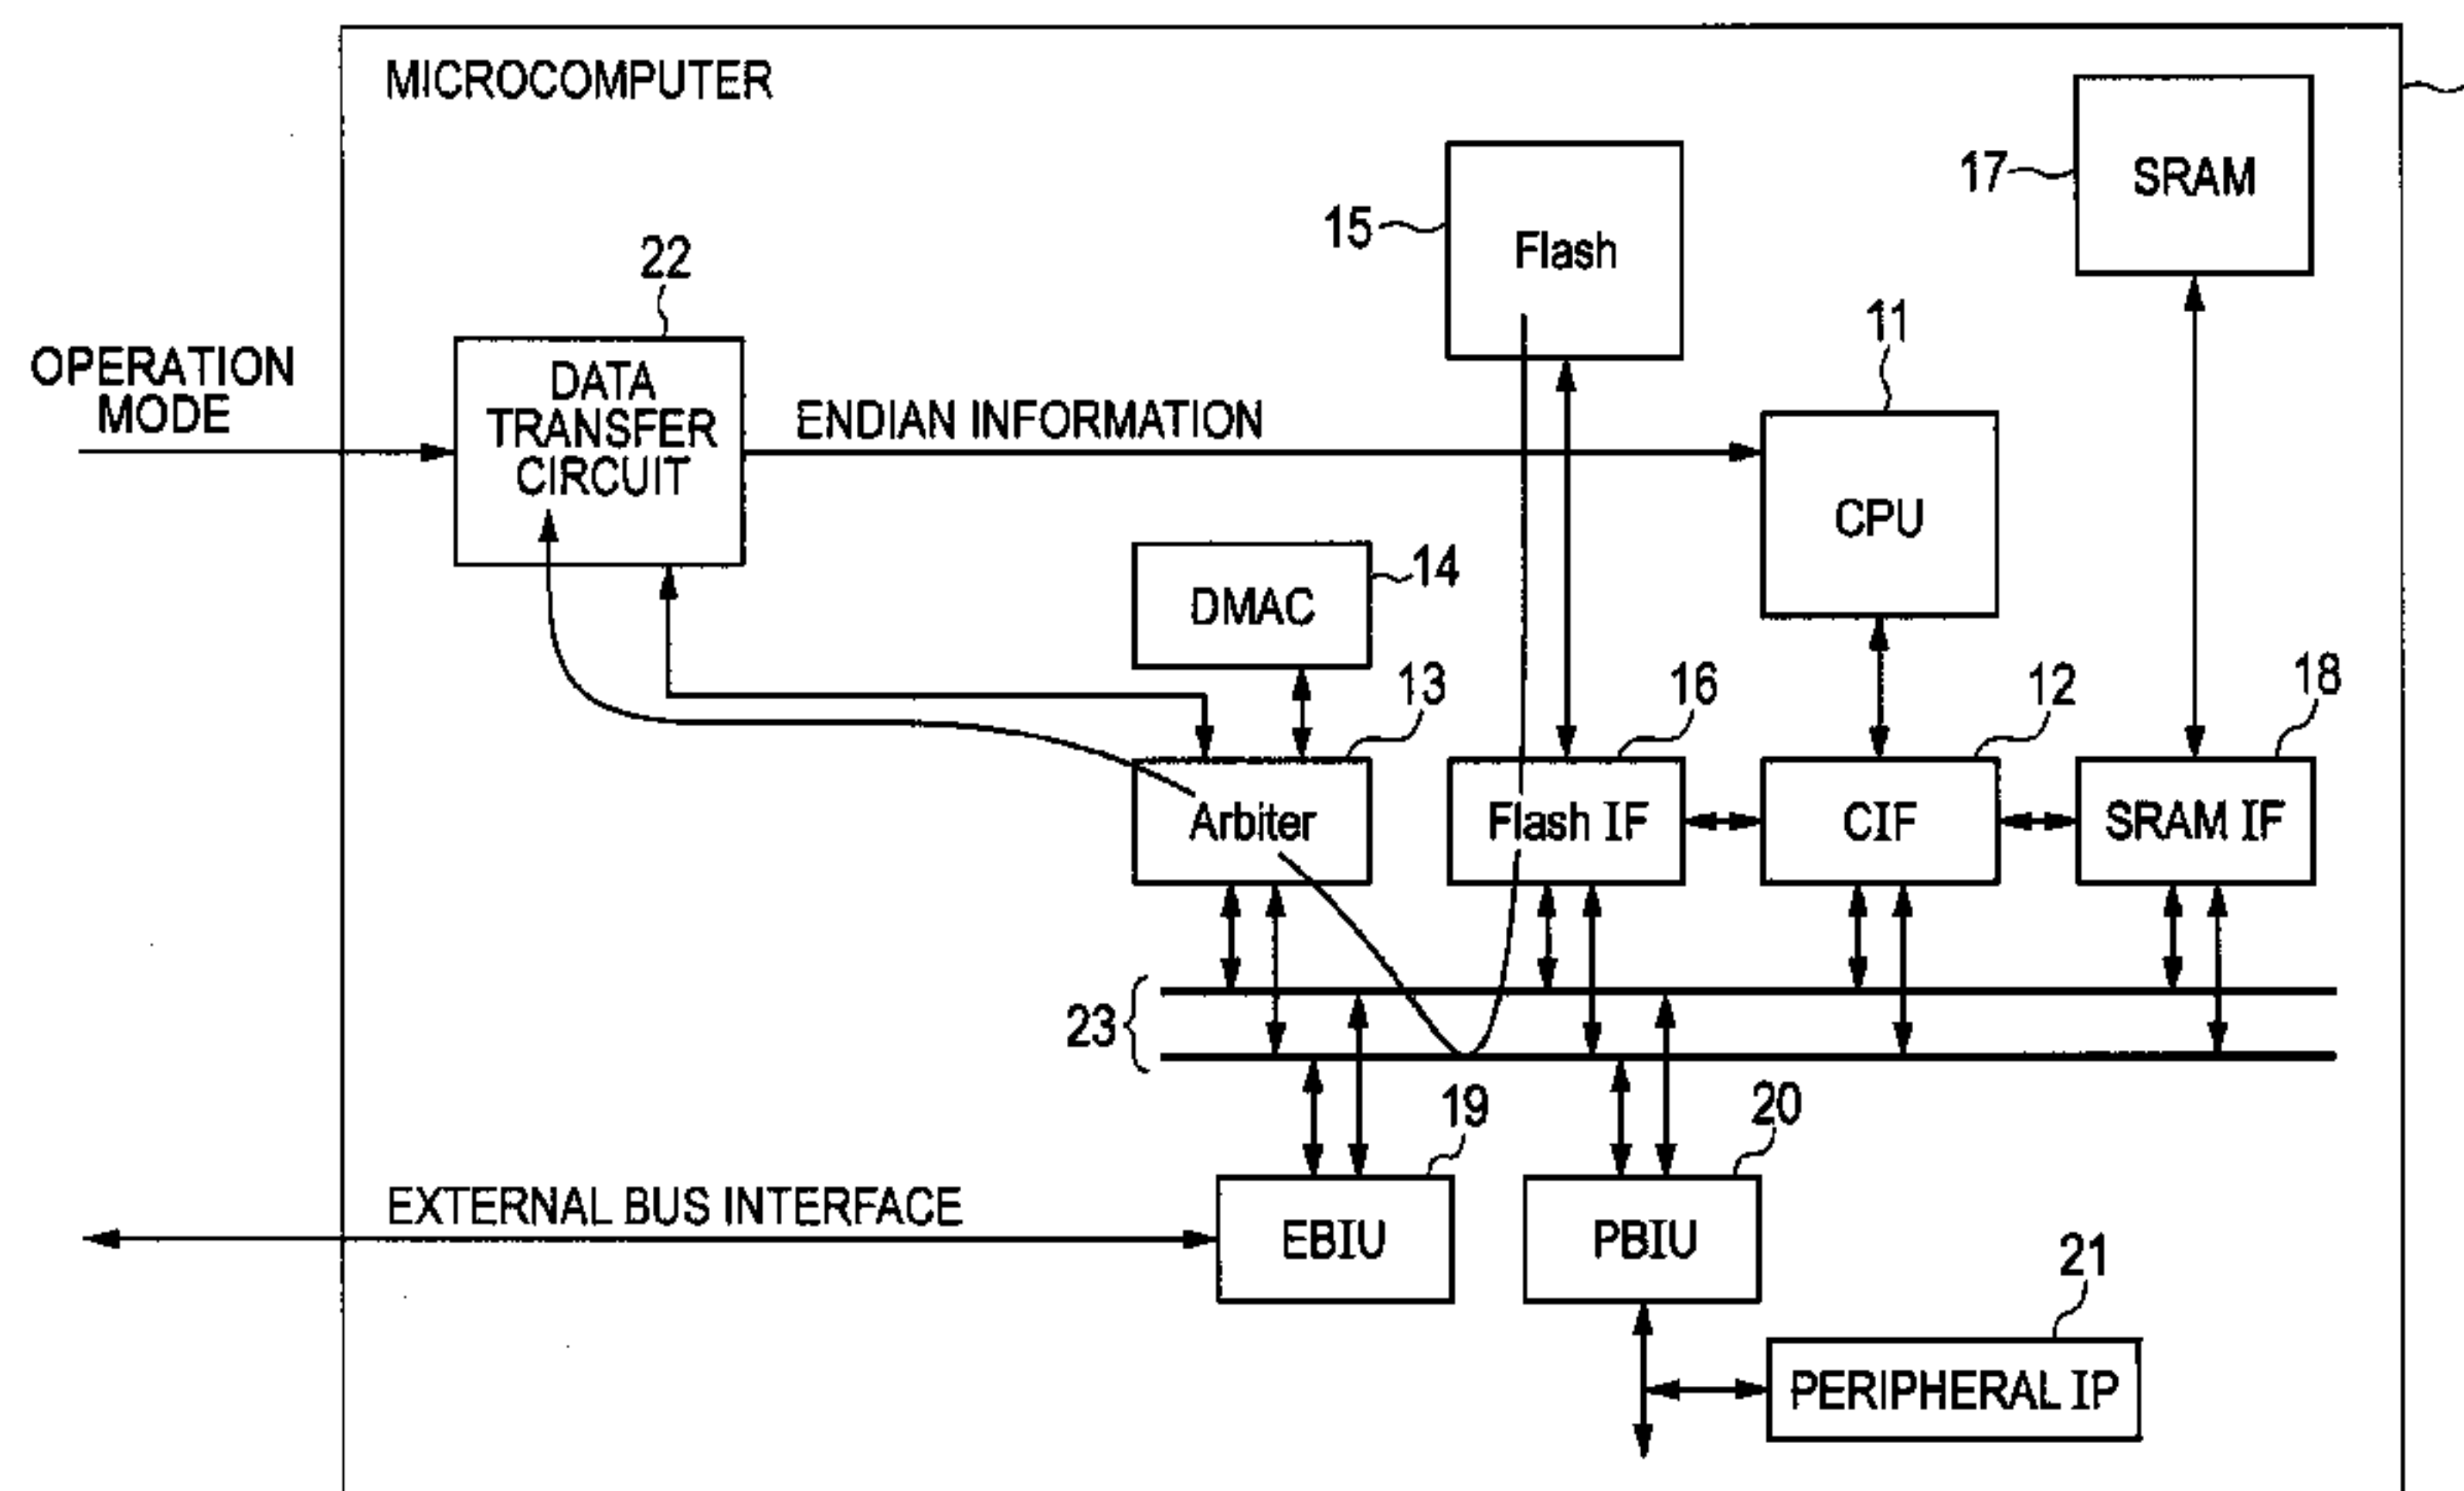 MICROCOMPUTER
17
SRAM
15
Flash
22
11
OPERATION
MODE
DATA
TRANSFER
CIRCUIT
ENDIAN INFORMATION
CPU
14
DMAC
13
16
12
18
Arbiter
Flash IF
CIF
SRAM IF
23
19
20
EXTERNAL BUS INTERFACE
EBIU
PBIU
21
PERIPHERAL IP